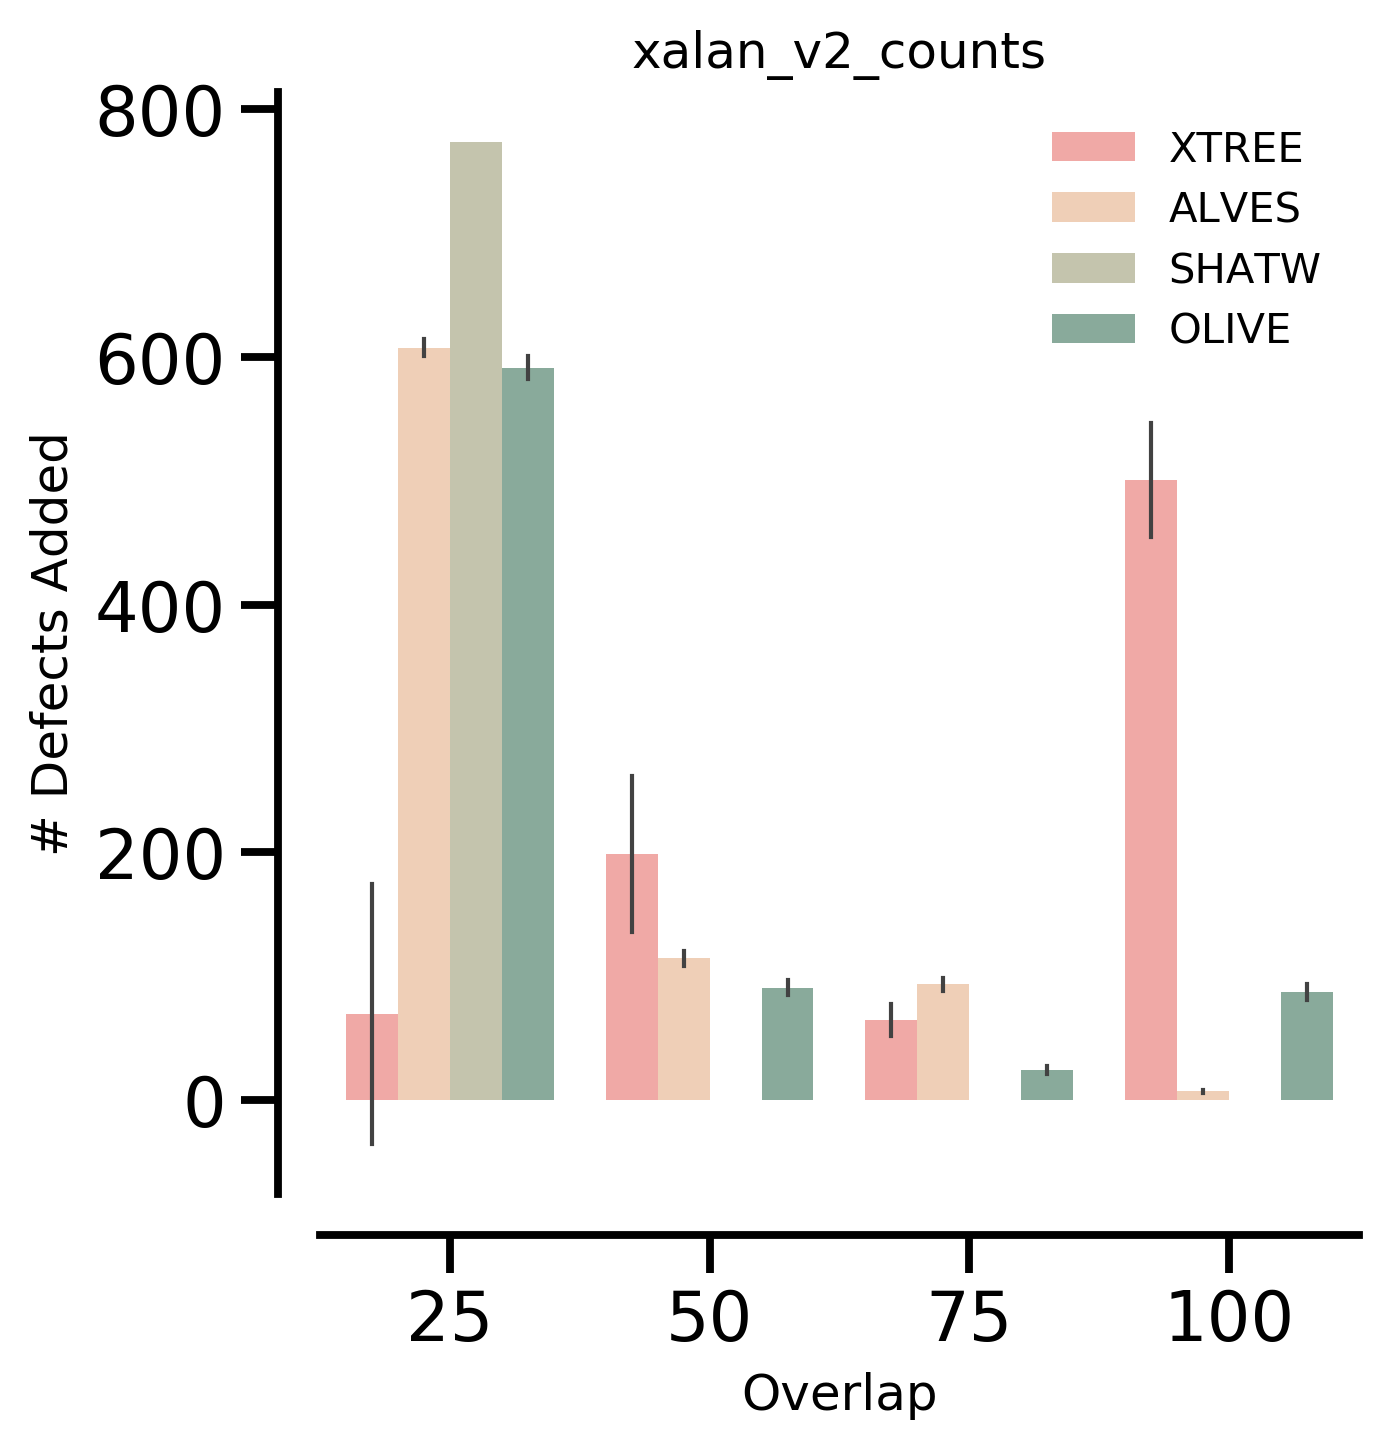 xalan_v2_counts
800
600
400
200
0
# Defects Added
XTREE
ALVES
SHATW
OLIVE
25 50 75 100
Overlap